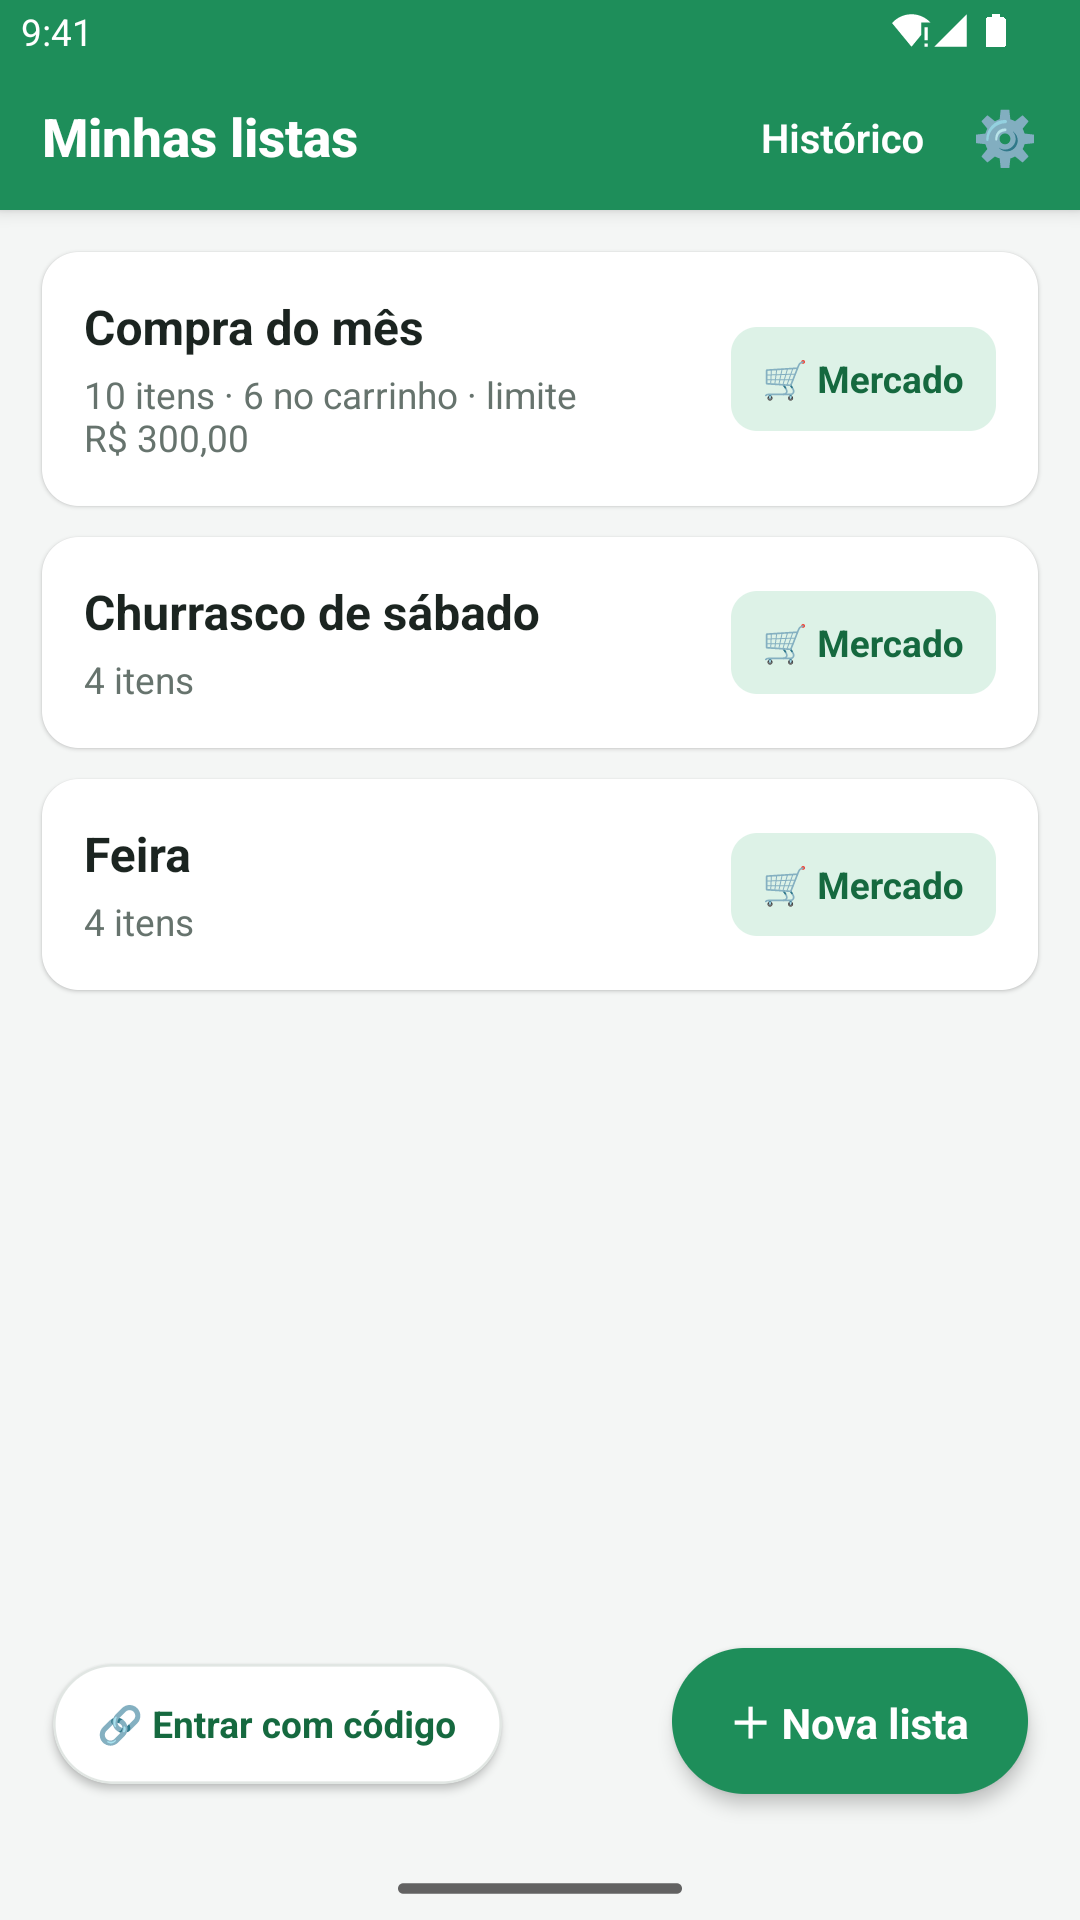 9:41
Minhas listas
Histórico
Compra do mês
10 itens · 6 no carrinho · limite
R$ 300,00
🛒 Mercado
Churrasco de sábado
4 itens
🛒 Mercado
Feira
4 itens
🛒 Mercado
🔗 Entrar com código
+ Nova lista